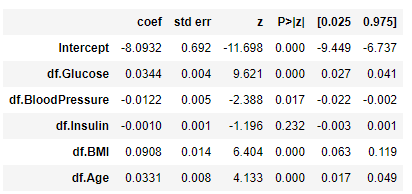 coef std err z P>|z| [0.025 0.975]
Intercept -8.0932 0.692 -11.698 0.000 -9.449 -6.737
df.Glucose 0.0344 0.004 9.621 0.000 0.027 0.041
df.BloodPressure -0.0122 0.005 -2.388 0.017 -0.022 -0.002
df.Insulin -0.0010 0.001 -1.196 0.232 -0.003 0.001
df.BMI 0.0908 0.014 6.404 0.000 0.063 0.119
df.Age 0.0331 0.008 4.133 0.000 0.017 0.049